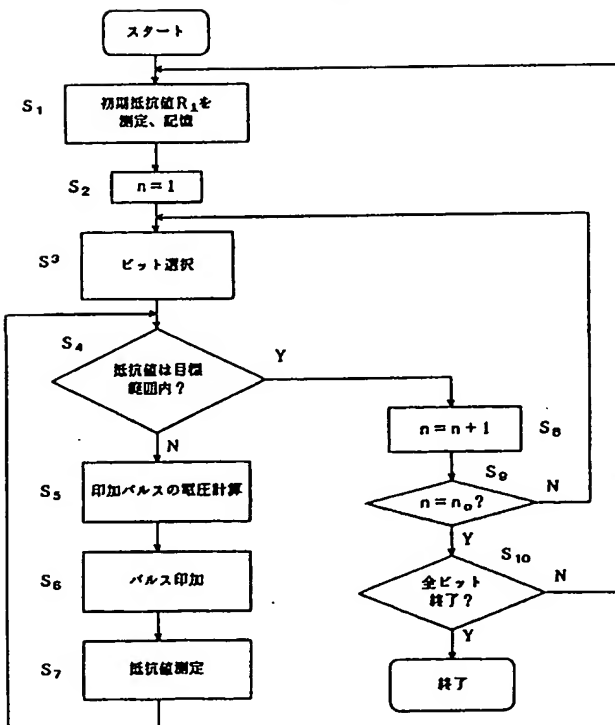 スタート
S1
初期抵抗値R1を
測定、記憶
S2
n=1
S3
ビット選択
S4
抵抗値は目標
範囲内?
Y
N
S5
印加パルスの電圧計算
S6
パルス印加
S7
抵抗値測定
n=n+1
S8
S9
n=no?
N
Y
S10
全ビット
終了?
N
Y
終了